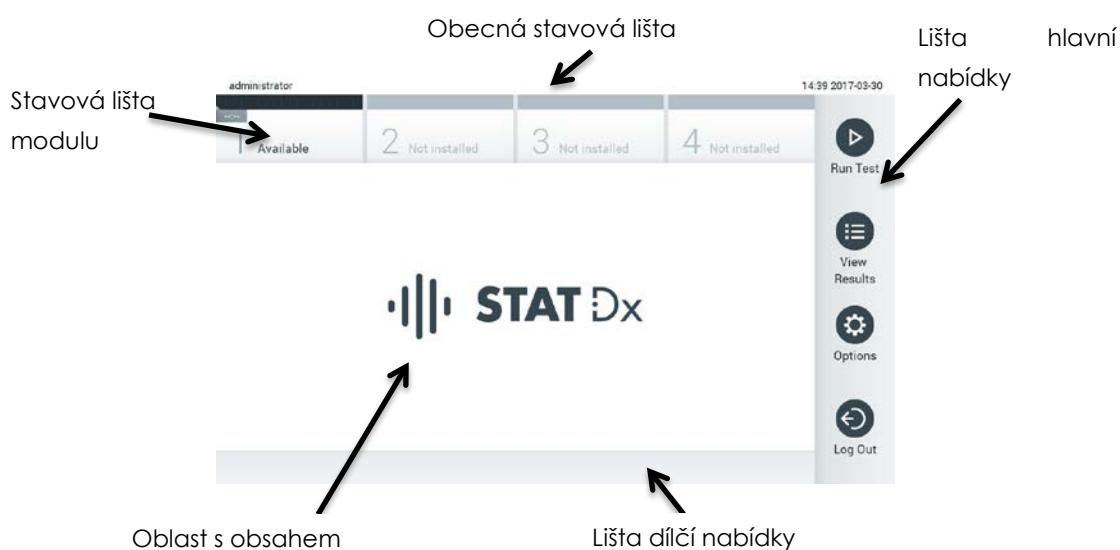 Obecná stavová lišta
Lišta hlavní
nabídky
Stavová lišta
modulu
administrator
14:39 2017-03-30
--:--
1 Available
2 Not installed
3 Not installed
4 Not installed
Run Test
View
Results
Options
Log Out
STAT Dx
Oblast s obsahem
Lišta dílčí nabídky